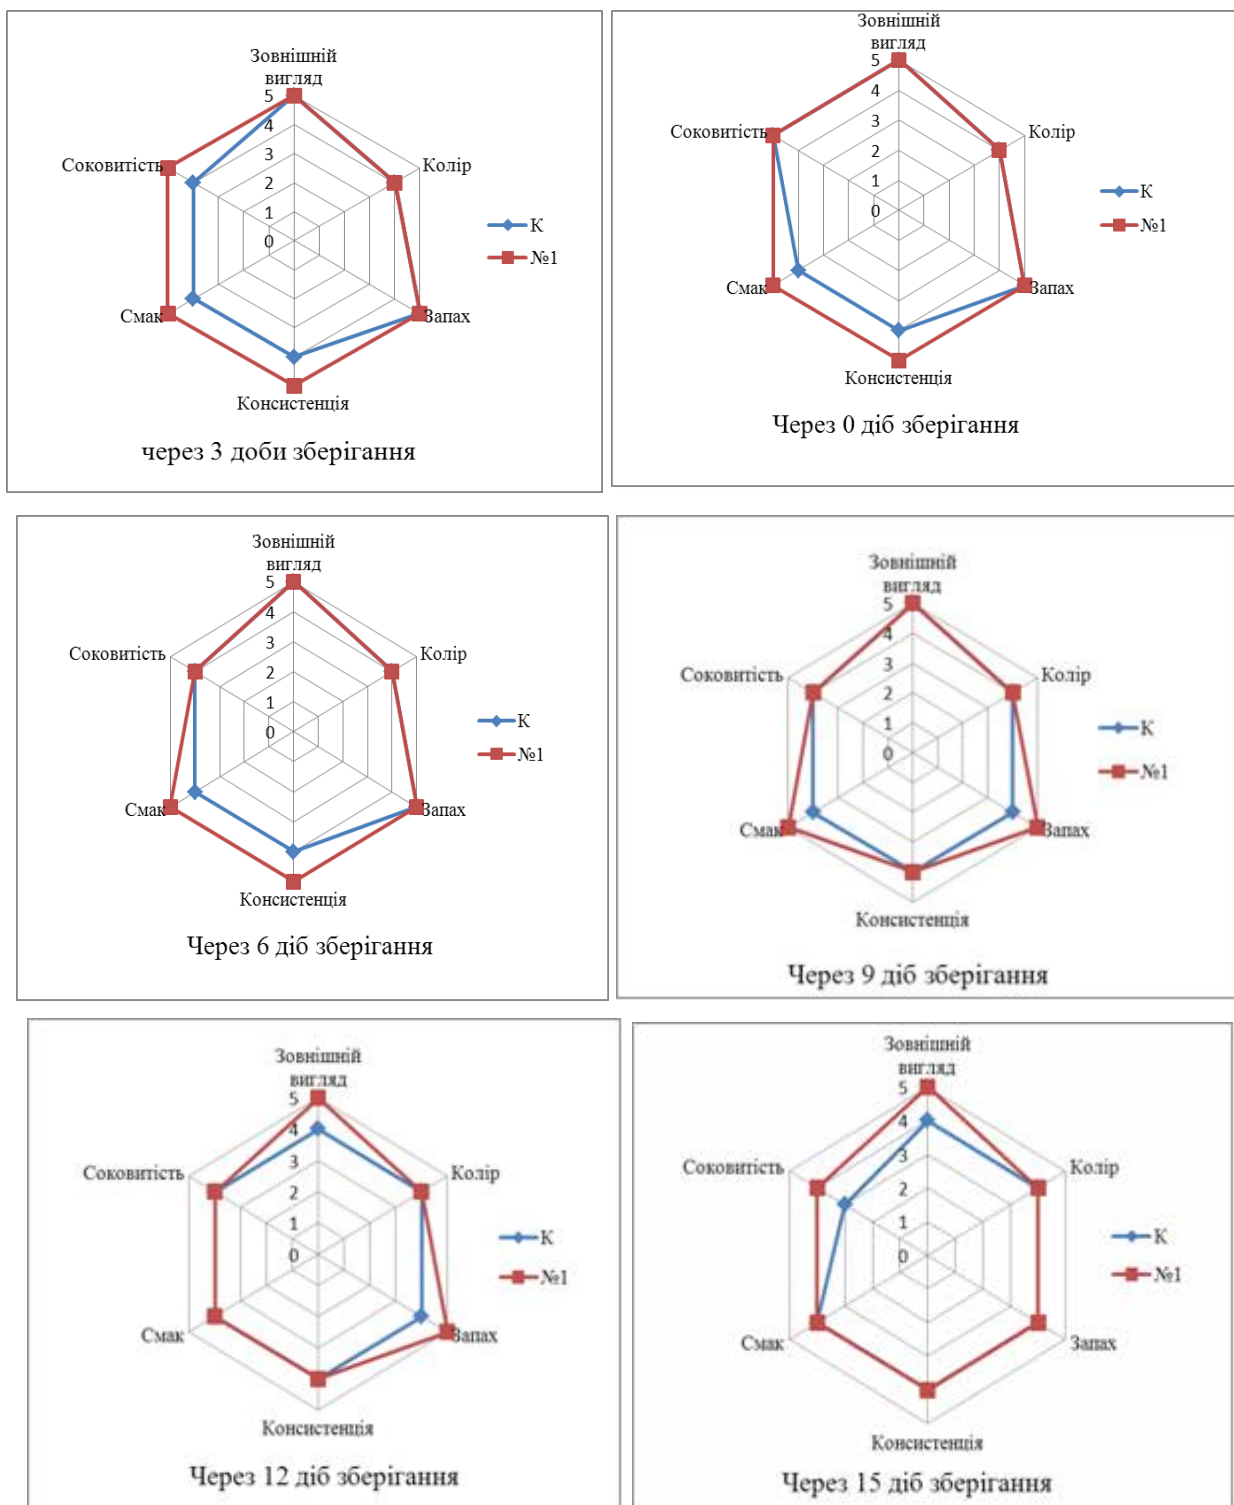 Зовнішній
вигляд
5
4
3
2
1
0
Колір
Запах
Консистенція
Смак
Соковитість
К
№1
через 3 доби зберігання
Зовнішній
вигляд
5
4
3
2
1
0
Колір
Запах
Консистенція
Смак
Соковитість
К
№1
Через 0 діб зберігання
Зовнішній
вигляд
5
4
3
2
1
0
Колір
Запах
Консистенція
Смак
Соковитість
К
№1
Через 6 діб зберігання
Зовнішній
вигляд
5
4
3
2
1
0
Колір
Запах
Консистенція
Смак
Соковитість
К
№1
Через 9 діб зберігання
Зовнішній
вигляд
5
4
3
2
1
0
Колір
Запах
Консистенція
Смак
Соковитість
К
№1
Через 12 діб зберігання
Зовнішній
вигляд
5
4
3
2
1
0
Колір
Запах
Консистенція
Смак
Соковитість
К
№1
Через 15 діб зберігання